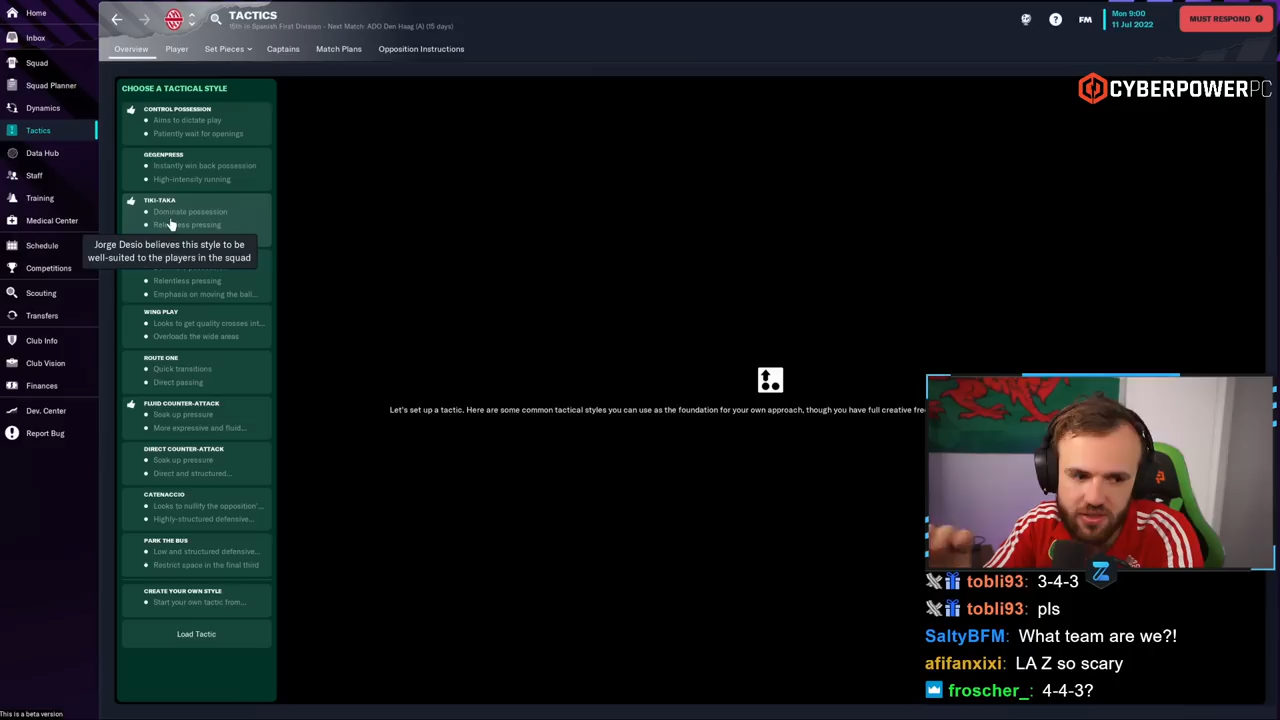 Home
Inbox
Squad
Squad Planner
Dynamics
Tactics
Data Hub
Staff
Training
Medical Center
Schedule
Competitions
Scouting
Transfers
Club Info
Club Vision
Finances
Dev. Center
Report Bug
This is a beta version
TACTICS
15th in Spanish First Division - Next Match: ADO Den Haag (A) (15 days)
FM
Mon 9:00
11 Jul 2022
MUST RESPOND
Overview
Player
Set Pieces
Captains
Match Plans
Opposition Instructions
CYBERPOWERPC
CHOOSE A TACTICAL STYLE
CONTROL POSSESSION
Aims to dictate play
Patiently wait for openings
GEGENPRESS
Instantly win back possession
High-intensity running
TIKI-TAKA
Dominate possession
Relentless pressing
Jorge Desio believes this style to be
well-suited to the players in the squad
Relentless pressing
Emphasis on moving the ball...
WING PLAY
Looks to get quality crosses int...
Overloads the wide areas
ROUTE ONE
Quick transitions
Direct passing
FLUID COUNTER-ATTACK
Soak up pressure
More expressive and fluid...
DIRECT COUNTER-ATTACK
Soak up pressure
Direct and structured...
CATENACCIO
Looks to nullify the opposition'...
Highly-structured defensive...
PARK THE BUS
Low and structured defensive...
Restrict space in the final third
CREATE YOUR OWN STYLE
Start your own tactic from...
Load Tactic
Let's set up a tactic. Here are some common tactical styles you can use as the foundation for your own approach, though you have full creative fre
tobli93: 3-4-3
tobli93: pls
SaltyBFM: What team are we?!
afifanxixi: LA Z so scary
froscher_: 4-4-3?